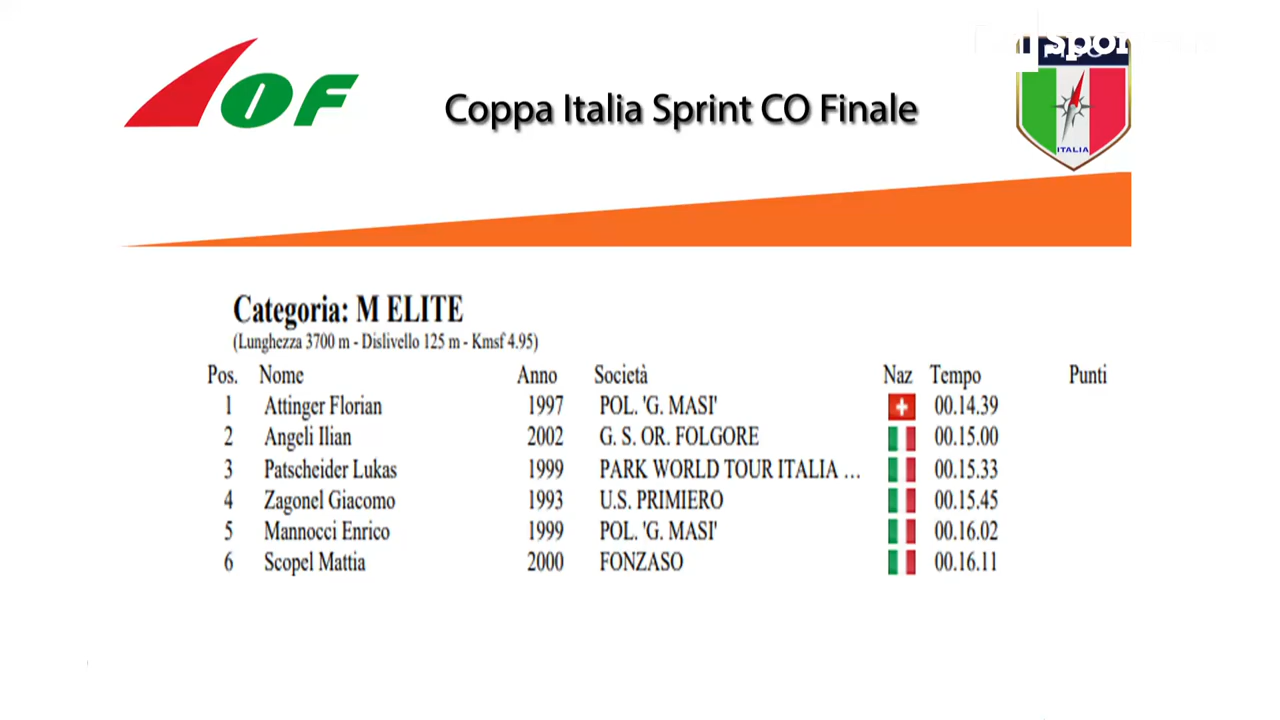 IOF
Coppa Italia Sprint CO Finale
Spor
ITALIA
Categoria: M ELITE
(Lunghezza 3700 m - Dislivello 125 m - Kmsf 4.95)
Pos. Nome Anno Società Naz Tempo Punti
1 Attinger Florian 1997 POL. 'G. MASI' 00.14.39
2 Angeli Ilian 2002 G. S. OR. FOLGORE 00.15.00
3 Patscheider Lukas 1999 PARK WORLD TOUR ITALIA ... 00.15.33
4 Zagonel Giacomo 1993 U.S. PRIMIERO 00.15.45
5 Mannocci Enrico 1999 POL. 'G. MASI' 00.16.02
6 Scopel Mattia 2000 FONZASO 00.16.11